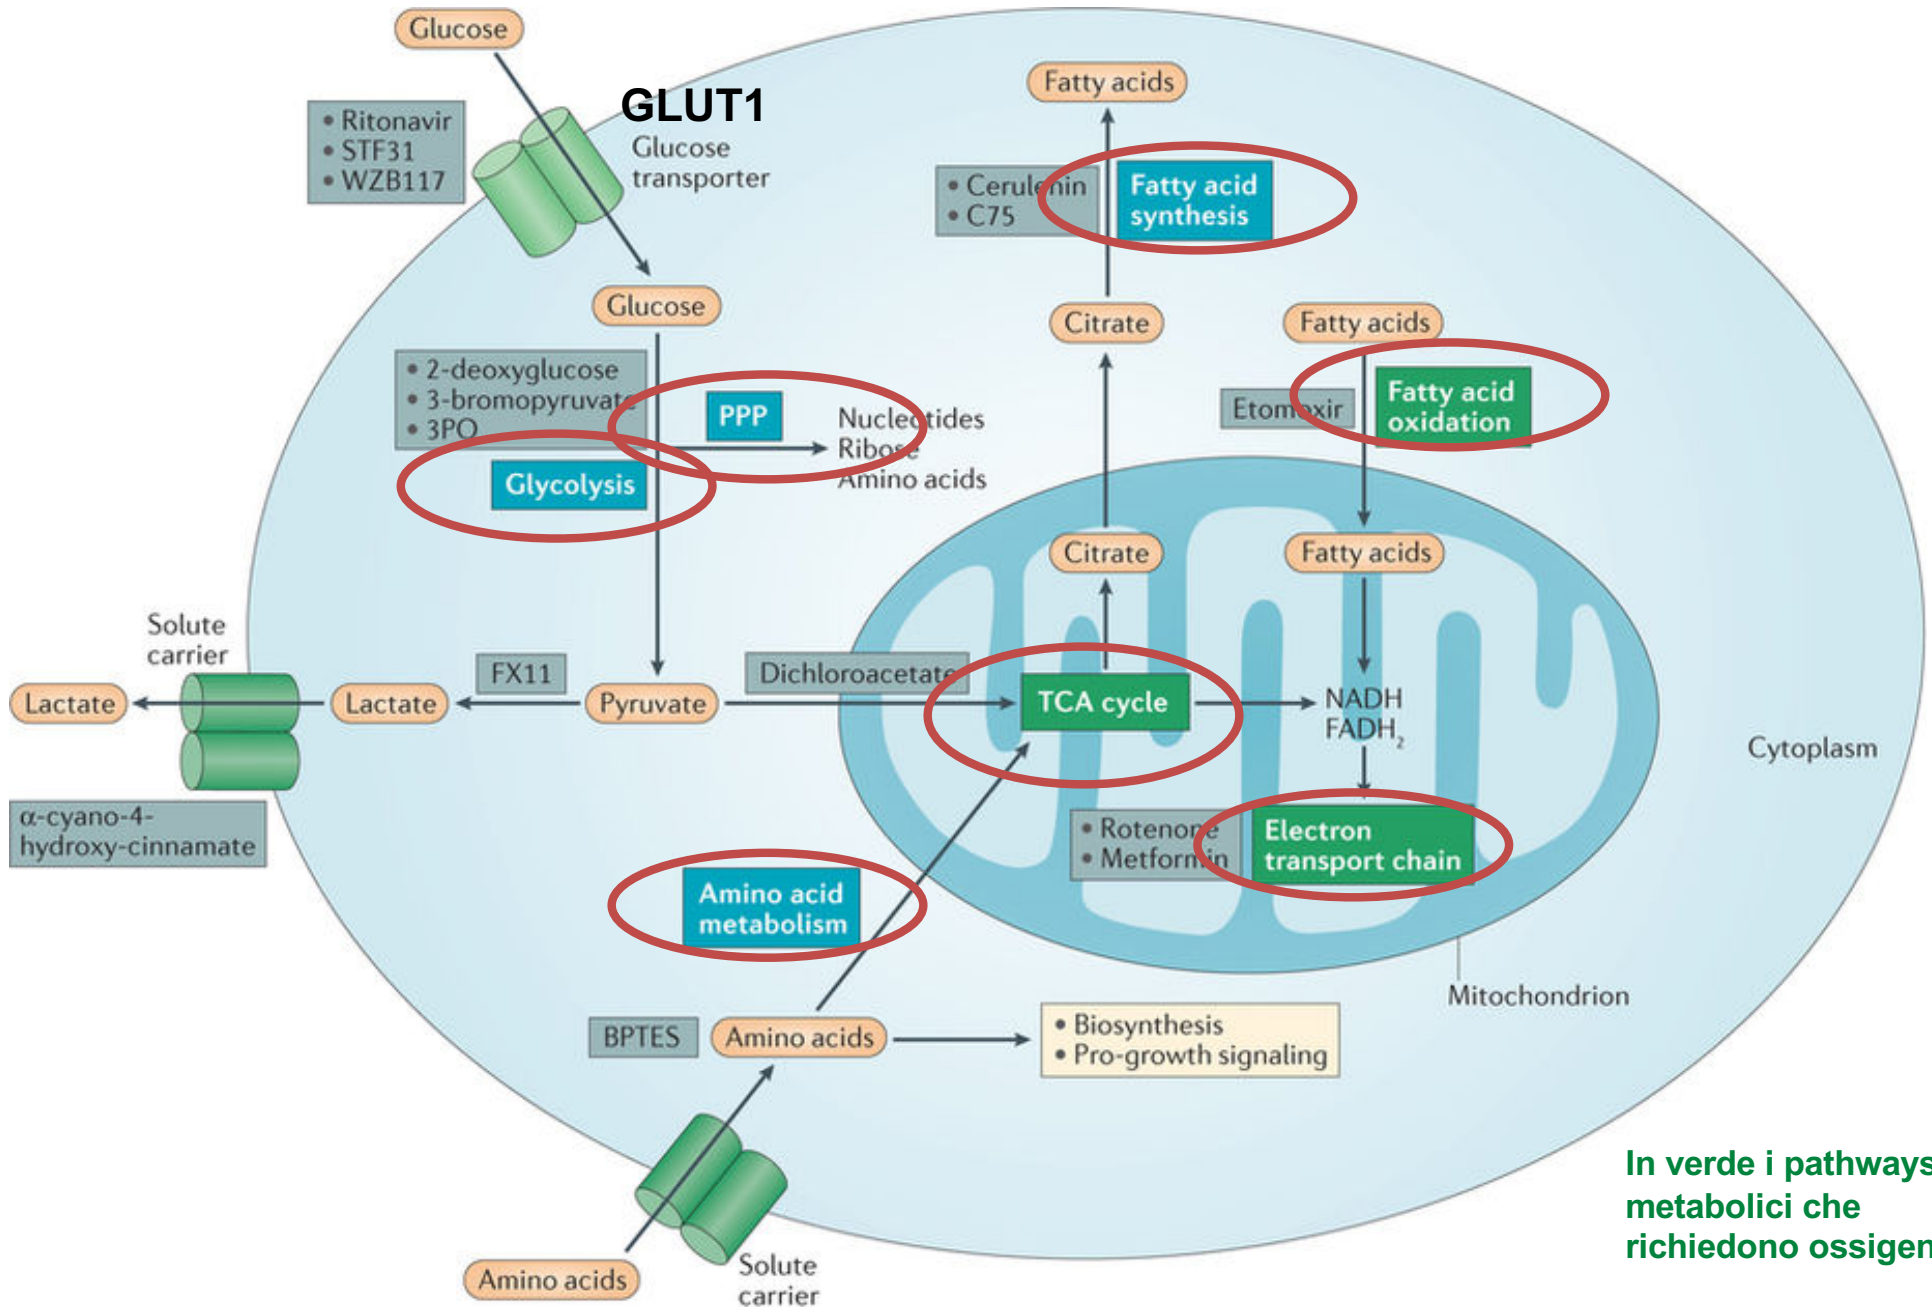 Glucose
GLUT1
Glucose
transporter
• Ritonavir
• STF31
• WZB117
Fatty acids
• Cerulenin
• C75
Fatty acid
synthesis
Glucose
Citrate
Fatty acids
• 2-deoxyglucose
• 3-bromopyruvate
• 3PO
PPP
Nucleotides
Ribose
Amino acids
Glycolysis
Etomoxir
Fatty acid
oxidation
Citrate
Fatty acids
Solute
carrier
Lactate
Lactate
FX11
Pyruvate
Dichloroacetate
TCA cycle
NADH
FADH₂
Cytoplasm
α-cyano-4-
hydroxy-cinnamate
• Rotenone
• Metformin
Electron
transport chain
Amino acid
metabolism
Mitochondrion
BPTES
Amino acids
• Biosynthesis
• Pro-growth signaling
Amino acids
Solute
carrier
In verde i pathways
metabolici che
richiedono ossigen